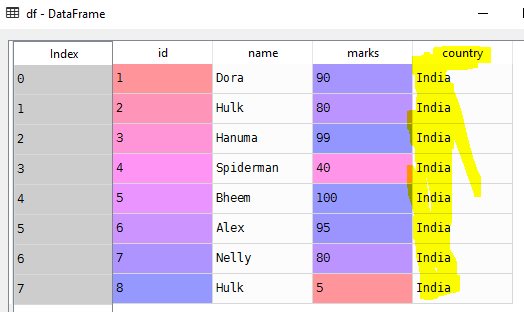 df - DataFrame
Index id name marks country
0 1 Dora 90 India
1 2 Hulk 80 India
2 3 Hanuma 99 India
3 4 Spiderman 40 India
4 5 Bheem 100 India
5 6 Alex 95 India
6 7 Nelly 80 India
7 8 Hulk 5 India